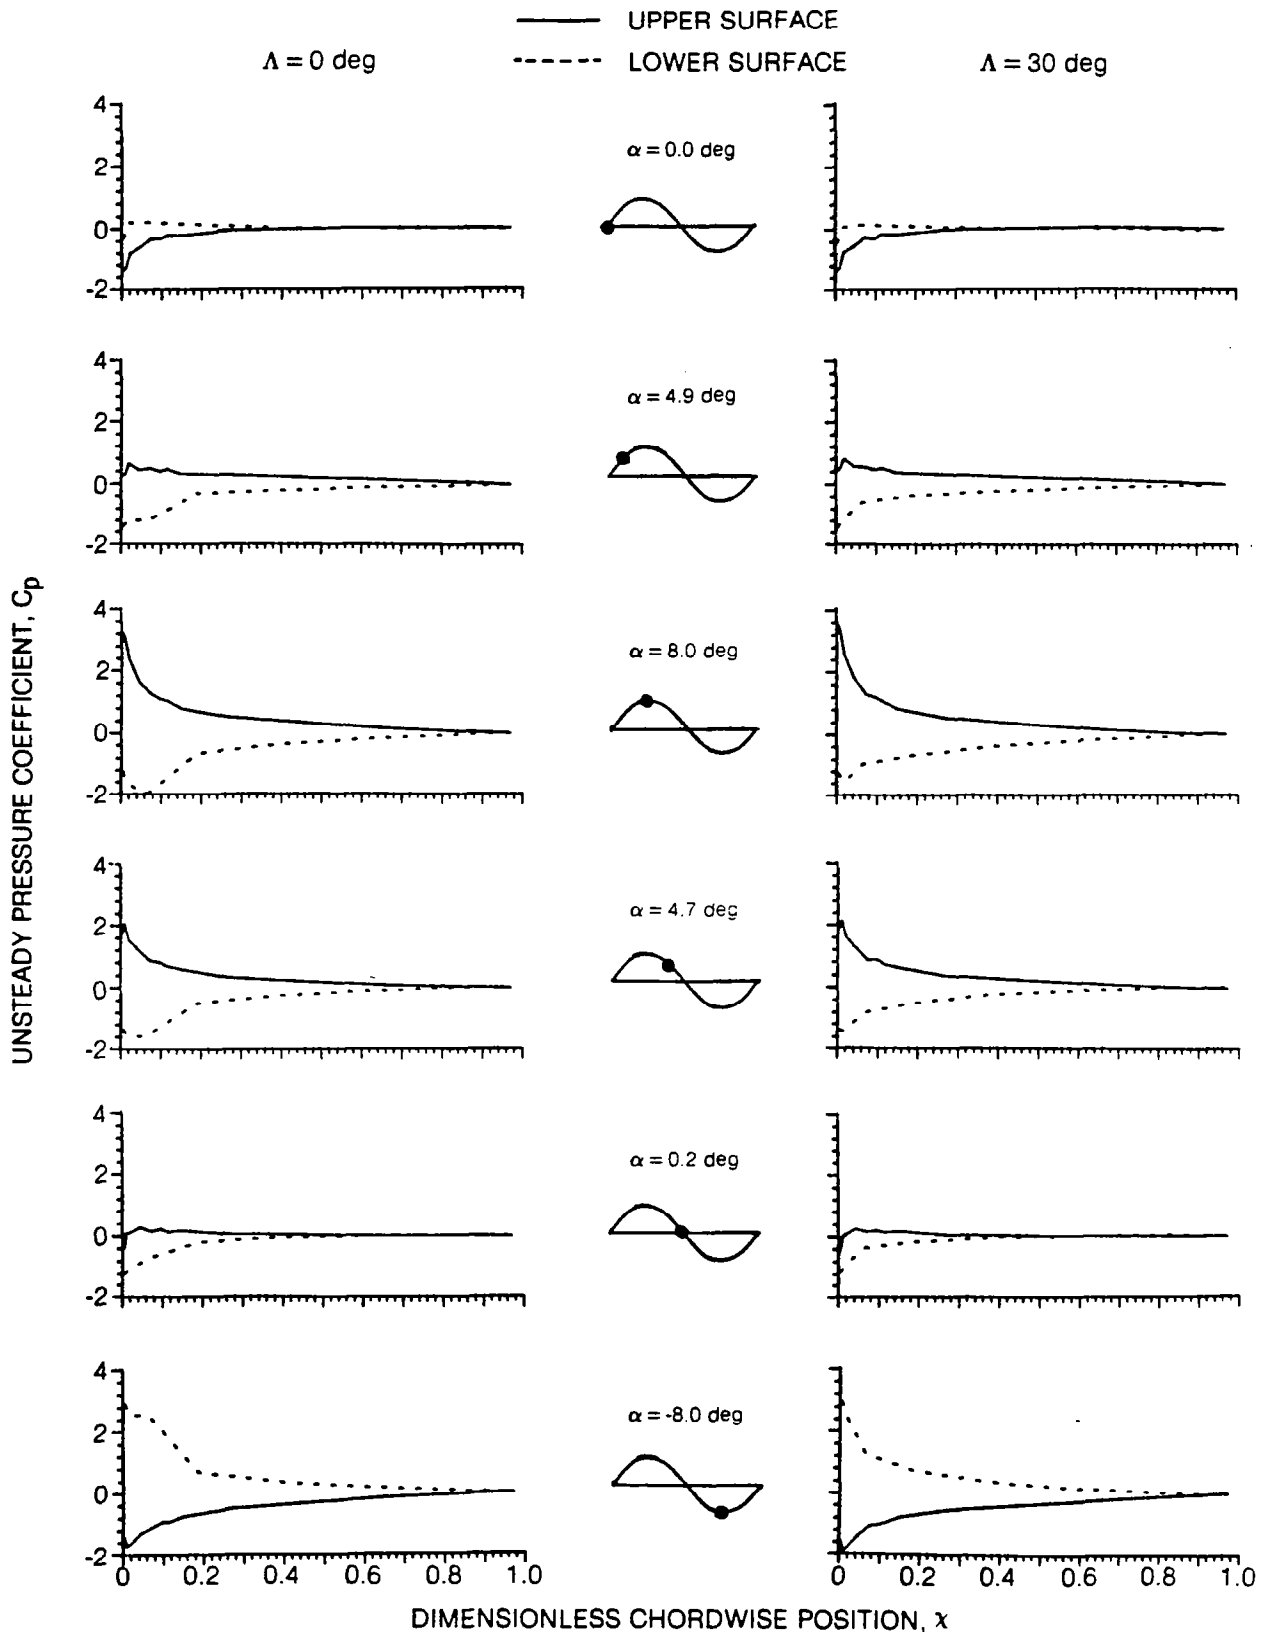 UPPER SURFACE
Λ = 0 deg
LOWER SURFACE
Λ = 30 deg
4
2
0
-2
α = 0.0 deg
4
2
0
-2
α = 4.9 deg
4
2
0
-2
α = 8.0 deg
4
2
0
-2
α = 4.7 deg
4
2
0
-2
α = 0.2 deg
4
2
0
-2
α = -8.0 deg
UNSTEADY PRESSURE COEFFICIENT, Cp
0 0.2 0.4 0.6 0.8 1.0
0 0.2 0.4 0.6 0.8 1.0
DIMENSIONLESS CHORDWISE POSITION, χ